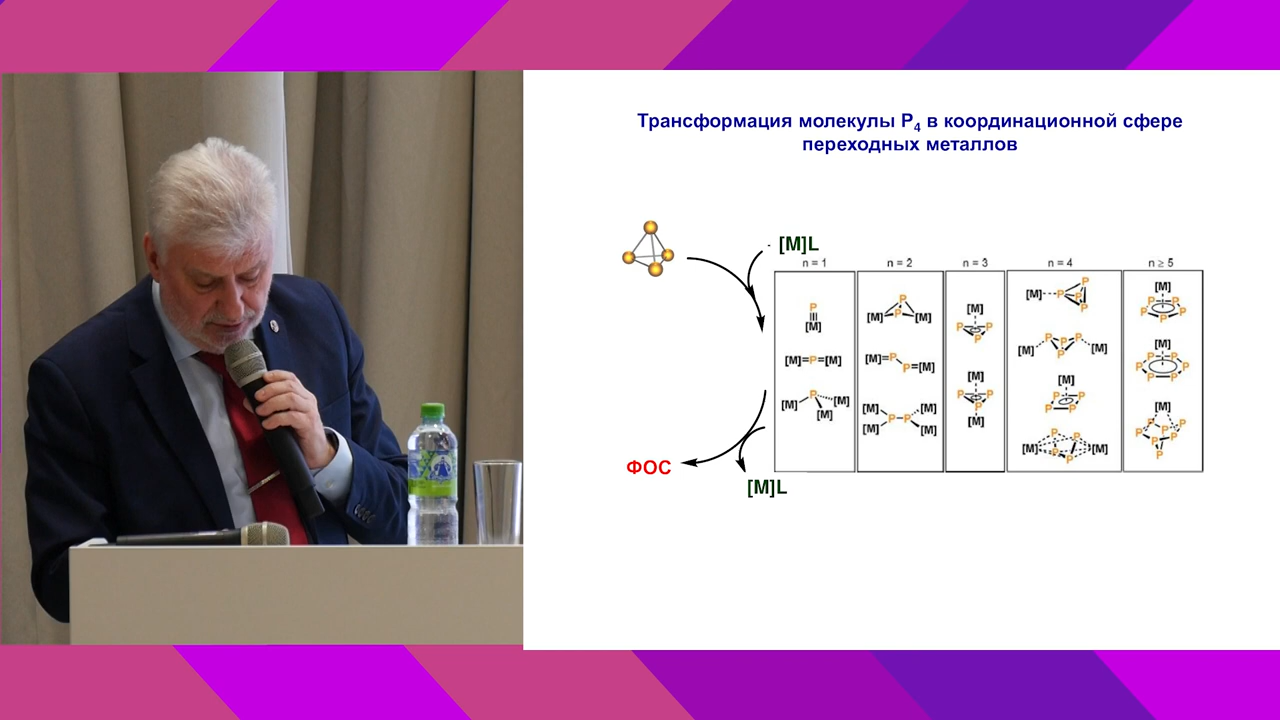 Трансформация молекулы P₄ в координационной сфере
переходных металлов
[M]L
n = 1
n = 2
n = 3
n = 4
n ≥ 5
P
[M]
[M]=P=[M]
P
[M]
[M]
[M]
P
[M]
P
[M]
[M]=P
P=[M]
[M]
[M]
P-P
[M]
[M]
[M]
P
P
P
[M]
P
P
P
[M]
[M]
P
P
P
P
P
P
P
P
[M]
[M]
[M]
P
P
P
P
P
P
[M]
[M]
P
P
[M]
P
P
P
P
P
[M]
P
P
P
P
P
P
[M]
P
P
P
P
P
P
P
P
ФОС
[M]L